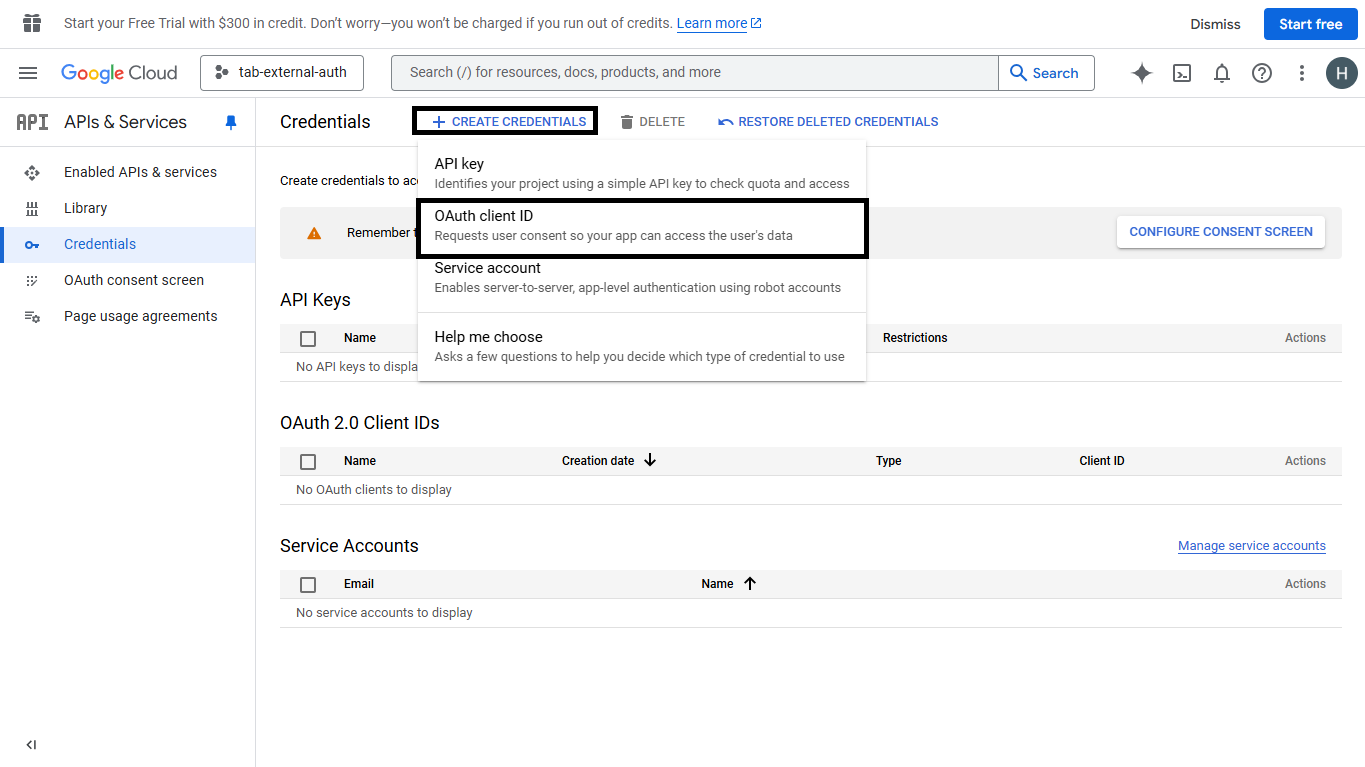 Start your Free Trial with $300 in credit. Don’t worry—you won’t be charged if you run out of credits. Learn more
Dismiss
Start free
Google Cloud
tab-external-auth
Search (/) for resources, docs, products, and more
Search
H
API APIs & Services
Credentials
CREATE CREDENTIALS
DELETE
RESTORE DELETED CREDENTIALS
Enabled APIs & services
Library
Credentials
OAuth consent screen
Page usage agreements
Create credentials to acc
API key
Identifies your project using a simple API key to check quota and access
OAuth client ID
Requests user consent so your app can access the user's data
Service account
Enables server-to-server, app-level authentication using robot accounts
Help me choose
Asks a few questions to help you decide which type of credential to use
Remember t
CONFIGURE CONSENT SCREEN
API Keys
Name Restrictions Actions
No API keys to displa
OAuth 2.0 Client IDs
Name Creation date Type Client ID Actions
No OAuth clients to display
Service Accounts
Manage service accounts
Email Name Actions
No service accounts to display